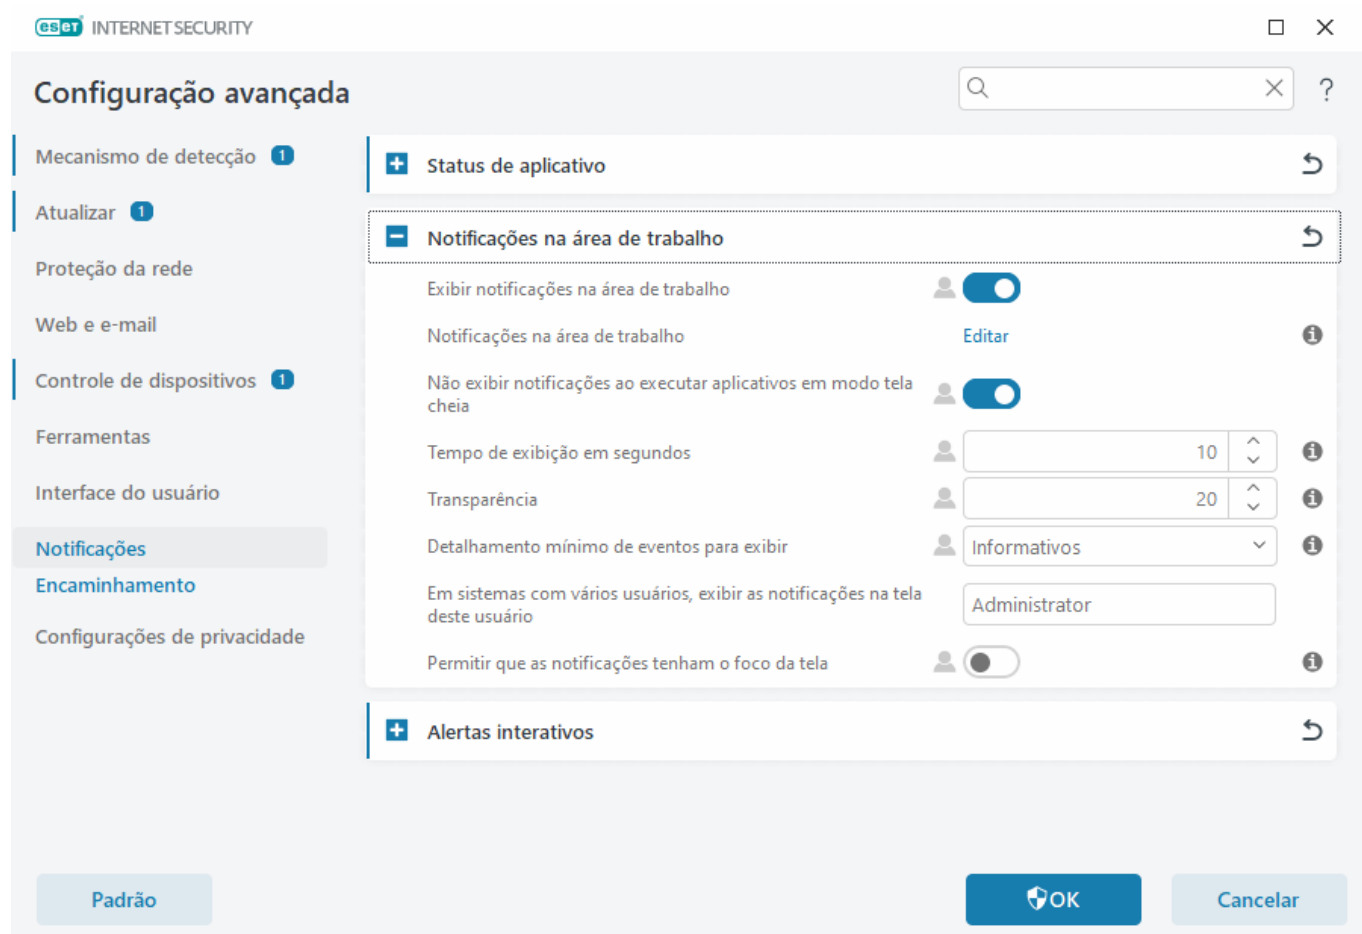 eset INTERNET SECURITY
Configuração avançada
?
Mecanismo de detecção 1
Atualizar 1
Proteção da rede
Web e e-mail
Controle de dispositivos 1
Ferramentas
Interface do usuário
Notificações
Encaminhamento
Configurações de privacidade
Status de aplicativo
Notificações na área de trabalho
Exibir notificações na área de trabalho
Notificações na área de trabalho Editar
Não exibir notificações ao executar aplicativos em modo tela
cheia
Tempo de exibição em segundos 10
Transparência 20
Detalhamento mínimo de eventos para exibir Informativos
Em sistemas com vários usuários, exibir as notificações na tela
deste usuário
Administrator
Permitir que as notificações tenham o foco da tela
Alertas interativos
Padrão OK Cancelar